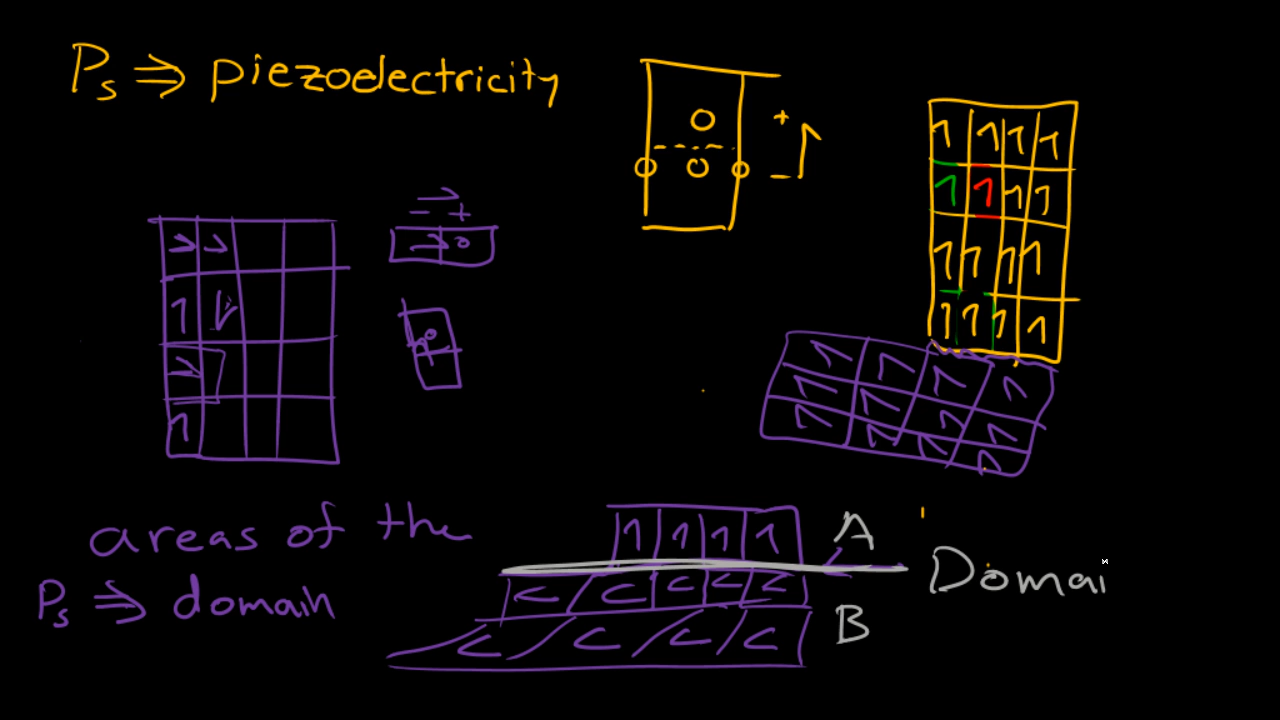 Ps ⇒ piezoelectricity
+
−
− +
areas of the
Ps ⇒ domain
A
B
Domai